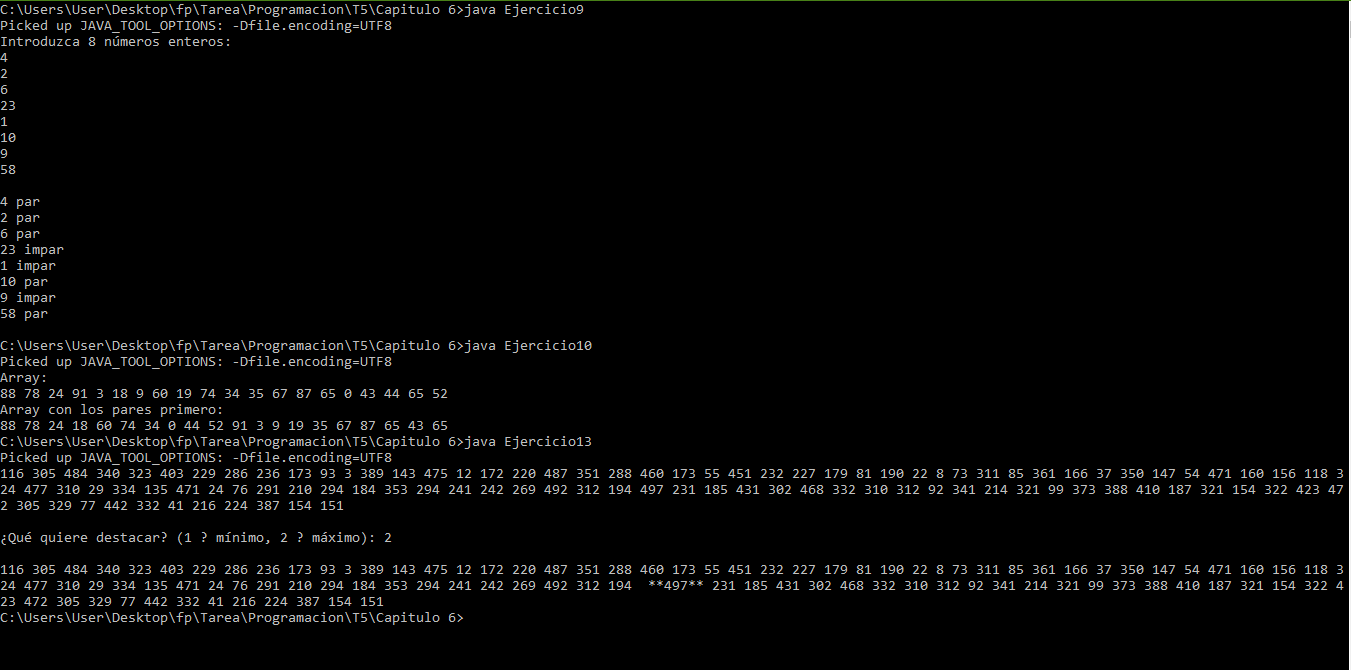 C:\Users\User\Desktop\fp\Tarea\Programacion\T5\Capitulo 6>java Ejercicio9
Picked up JAVA_TOOL_OPTIONS: -Dfile.encoding=UTF8
Introduzca 8 números enteros:
4
2
6
23
1
10
9
58
4 par
2 par
6 par
23 impar
1 impar
10 par
9 impar
58 par
C:\Users\User\Desktop\fp\Tarea\Programacion\T5\Capitulo 6>java Ejercicio10
Picked up JAVA_TOOL_OPTIONS: -Dfile.encoding=UTF8
Array:
88 78 24 91 3 18 9 60 19 74 34 35 67 87 65 0 43 44 65 52
Array con los pares primero:
88 78 24 18 60 74 34 0 44 52 91 3 9 19 35 67 87 65 43 65
C:\Users\User\Desktop\fp\Tarea\Programacion\T5\Capitulo 6>java Ejercicio13
Picked up JAVA_TOOL_OPTIONS: -Dfile.encoding=UTF8
116 305 484 340 323 403 229 286 236 173 93 3 389 143 475 12 172 220 487 351 288 460 173 55 451 232 227 179 81 190 22 8 73 311 85 361 166 37 350 147 54 471 160 156 118 3
24 477 310 29 334 135 471 24 76 291 210 294 184 353 294 241 242 269 492 312 194 497 231 185 431 302 468 332 310 312 92 341 214 321 99 373 388 410 187 321 154 322 423 47
2 305 329 77 442 332 41 216 224 387 154 151
¿Qué quiere destacar? (1 ? mínimo, 2 ? máximo): 2
116 305 484 340 323 403 229 286 236 173 93 3 389 143 475 12 172 220 487 351 288 460 173 55 451 232 227 179 81 190 22 8 73 311 85 361 166 37 350 147 54 471 160 156 118 3
24 477 310 29 334 135 471 24 76 291 210 294 184 353 294 241 242 269 492 312 194  **497** 231 185 431 302 468 332 310 312 92 341 214 321 99 373 388 410 187 321 154 322 4
23 472 305 329 77 442 332 41 216 224 387 154 151
C:\Users\User\Desktop\fp\Tarea\Programacion\T5\Capitulo 6>